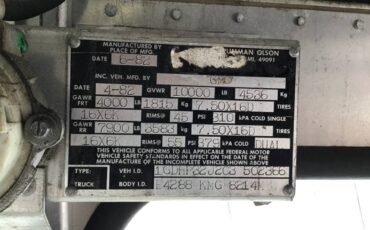 MANUFACTURED BY GRUMMAN OLSON
PLACE OF MFG. MI, 49091
DATE 6-82
INC. VEH. MFG. BY GMC
DATE 4-82 GVWR 10000 LB 4536 Kg
GAWR FRT 4000 LB 1815 Kg 7.50X16D TIRES
16X6K RIMS@ 45 PSI 310 kPA COLD SINGLE
GAWR RR 7900 LB 3583 Kg 7.50X16D TIRES
16X6K RIMS@ 55 PSI 379 kPA COLD DUAL
THIS VEHICLE CONFORMS TO ALL APPLICABLE FEDERAL MOTOR
VEHICLE SAFETY STANDARDS IN EFFECT ON THE DATE OF MANUFACTURE
OF THE INCOMPLETE VEHICLE SHOWN ABOVE.
TYPE: VEH I.D. 502366
TRUCK BODY I.D. 4288 KMG 8214